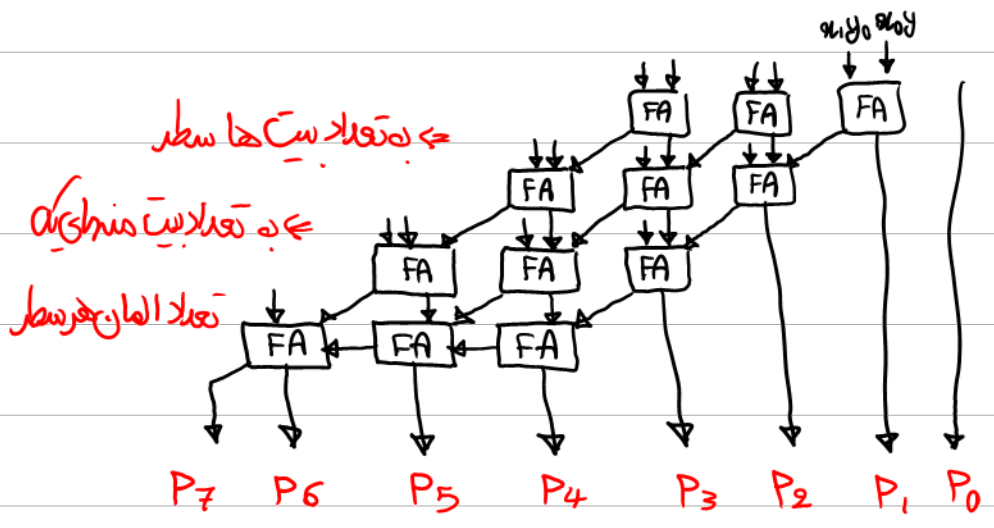 x₁y₀ x₀y
FA FA FA
⇐ به تعداد بیت ها سطر
FA FA FA
⇐ به تعداد بیت منهای یک
FA FA FA
تعداد المان هر سطر
FA FA FA
P₇ P₆ P₅ P₄ P₃ P₂ P₁ P₀